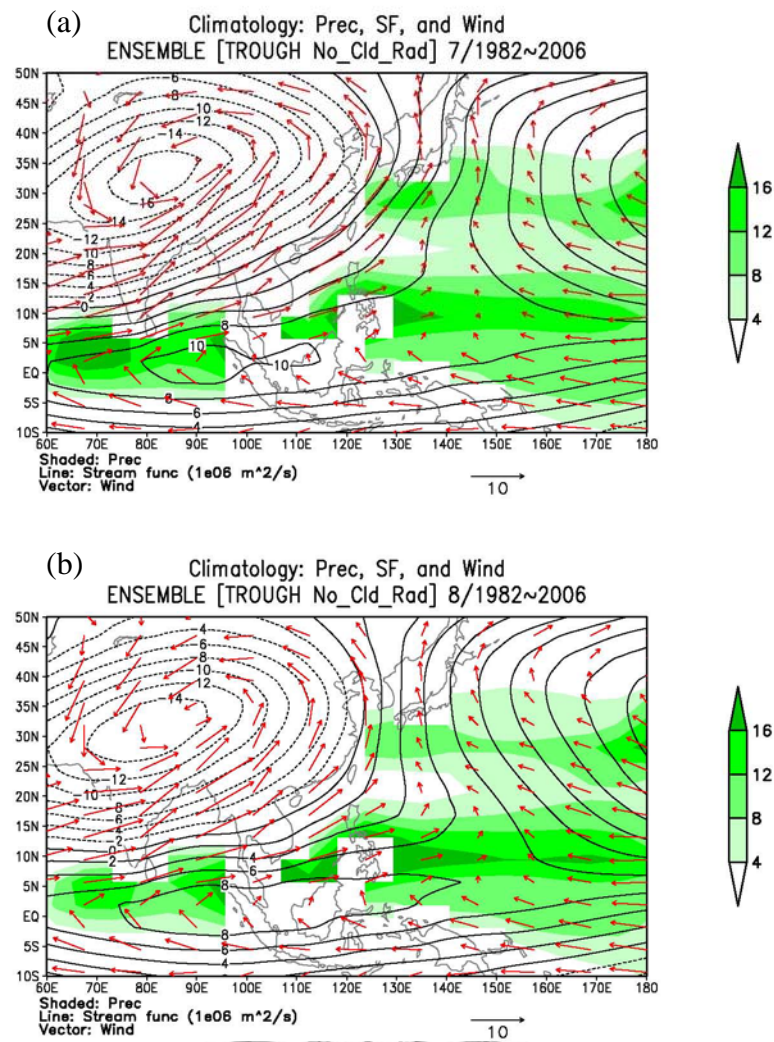 (a)
Climatology: Prec, SF, and Wind
ENSEMBLE [TROUGH No_Cld_Rad] 7/1982~2006
50N
45N
40N
35N
30N
25N
20N
15N
10N
5N
EQ
5S
10S
60E 70E 80E 90E 100E 110E 120E 130E 140E 150E 160E 170E 180
-6
-8
-10
-12
-14
-16
-14
-12
-10
8
6
4
2
0
8
10
10
8
6
4
16
12
8
4
Shaded: Prec
Line: Stream func (1e06 m^2/s)
Vector: Wind
10
(b)
Climatology: Prec, SF, and Wind
ENSEMBLE [TROUGH No_Cld_Rad] 8/1982~2006
50N
45N
40N
35N
30N
25N
20N
15N
10N
5N
EQ
5S
10S
60E 70E 80E 90E 100E 110E 120E 130E 140E 150E 160E 170E 180
-4
-6
-8
-10
-12
-14
-12
-10
8
6
4
2
0
2
4
6
8
6
4
16
12
8
4
Shaded: Prec
Line: Stream func (1e06 m^2/s)
Vector: Wind
10